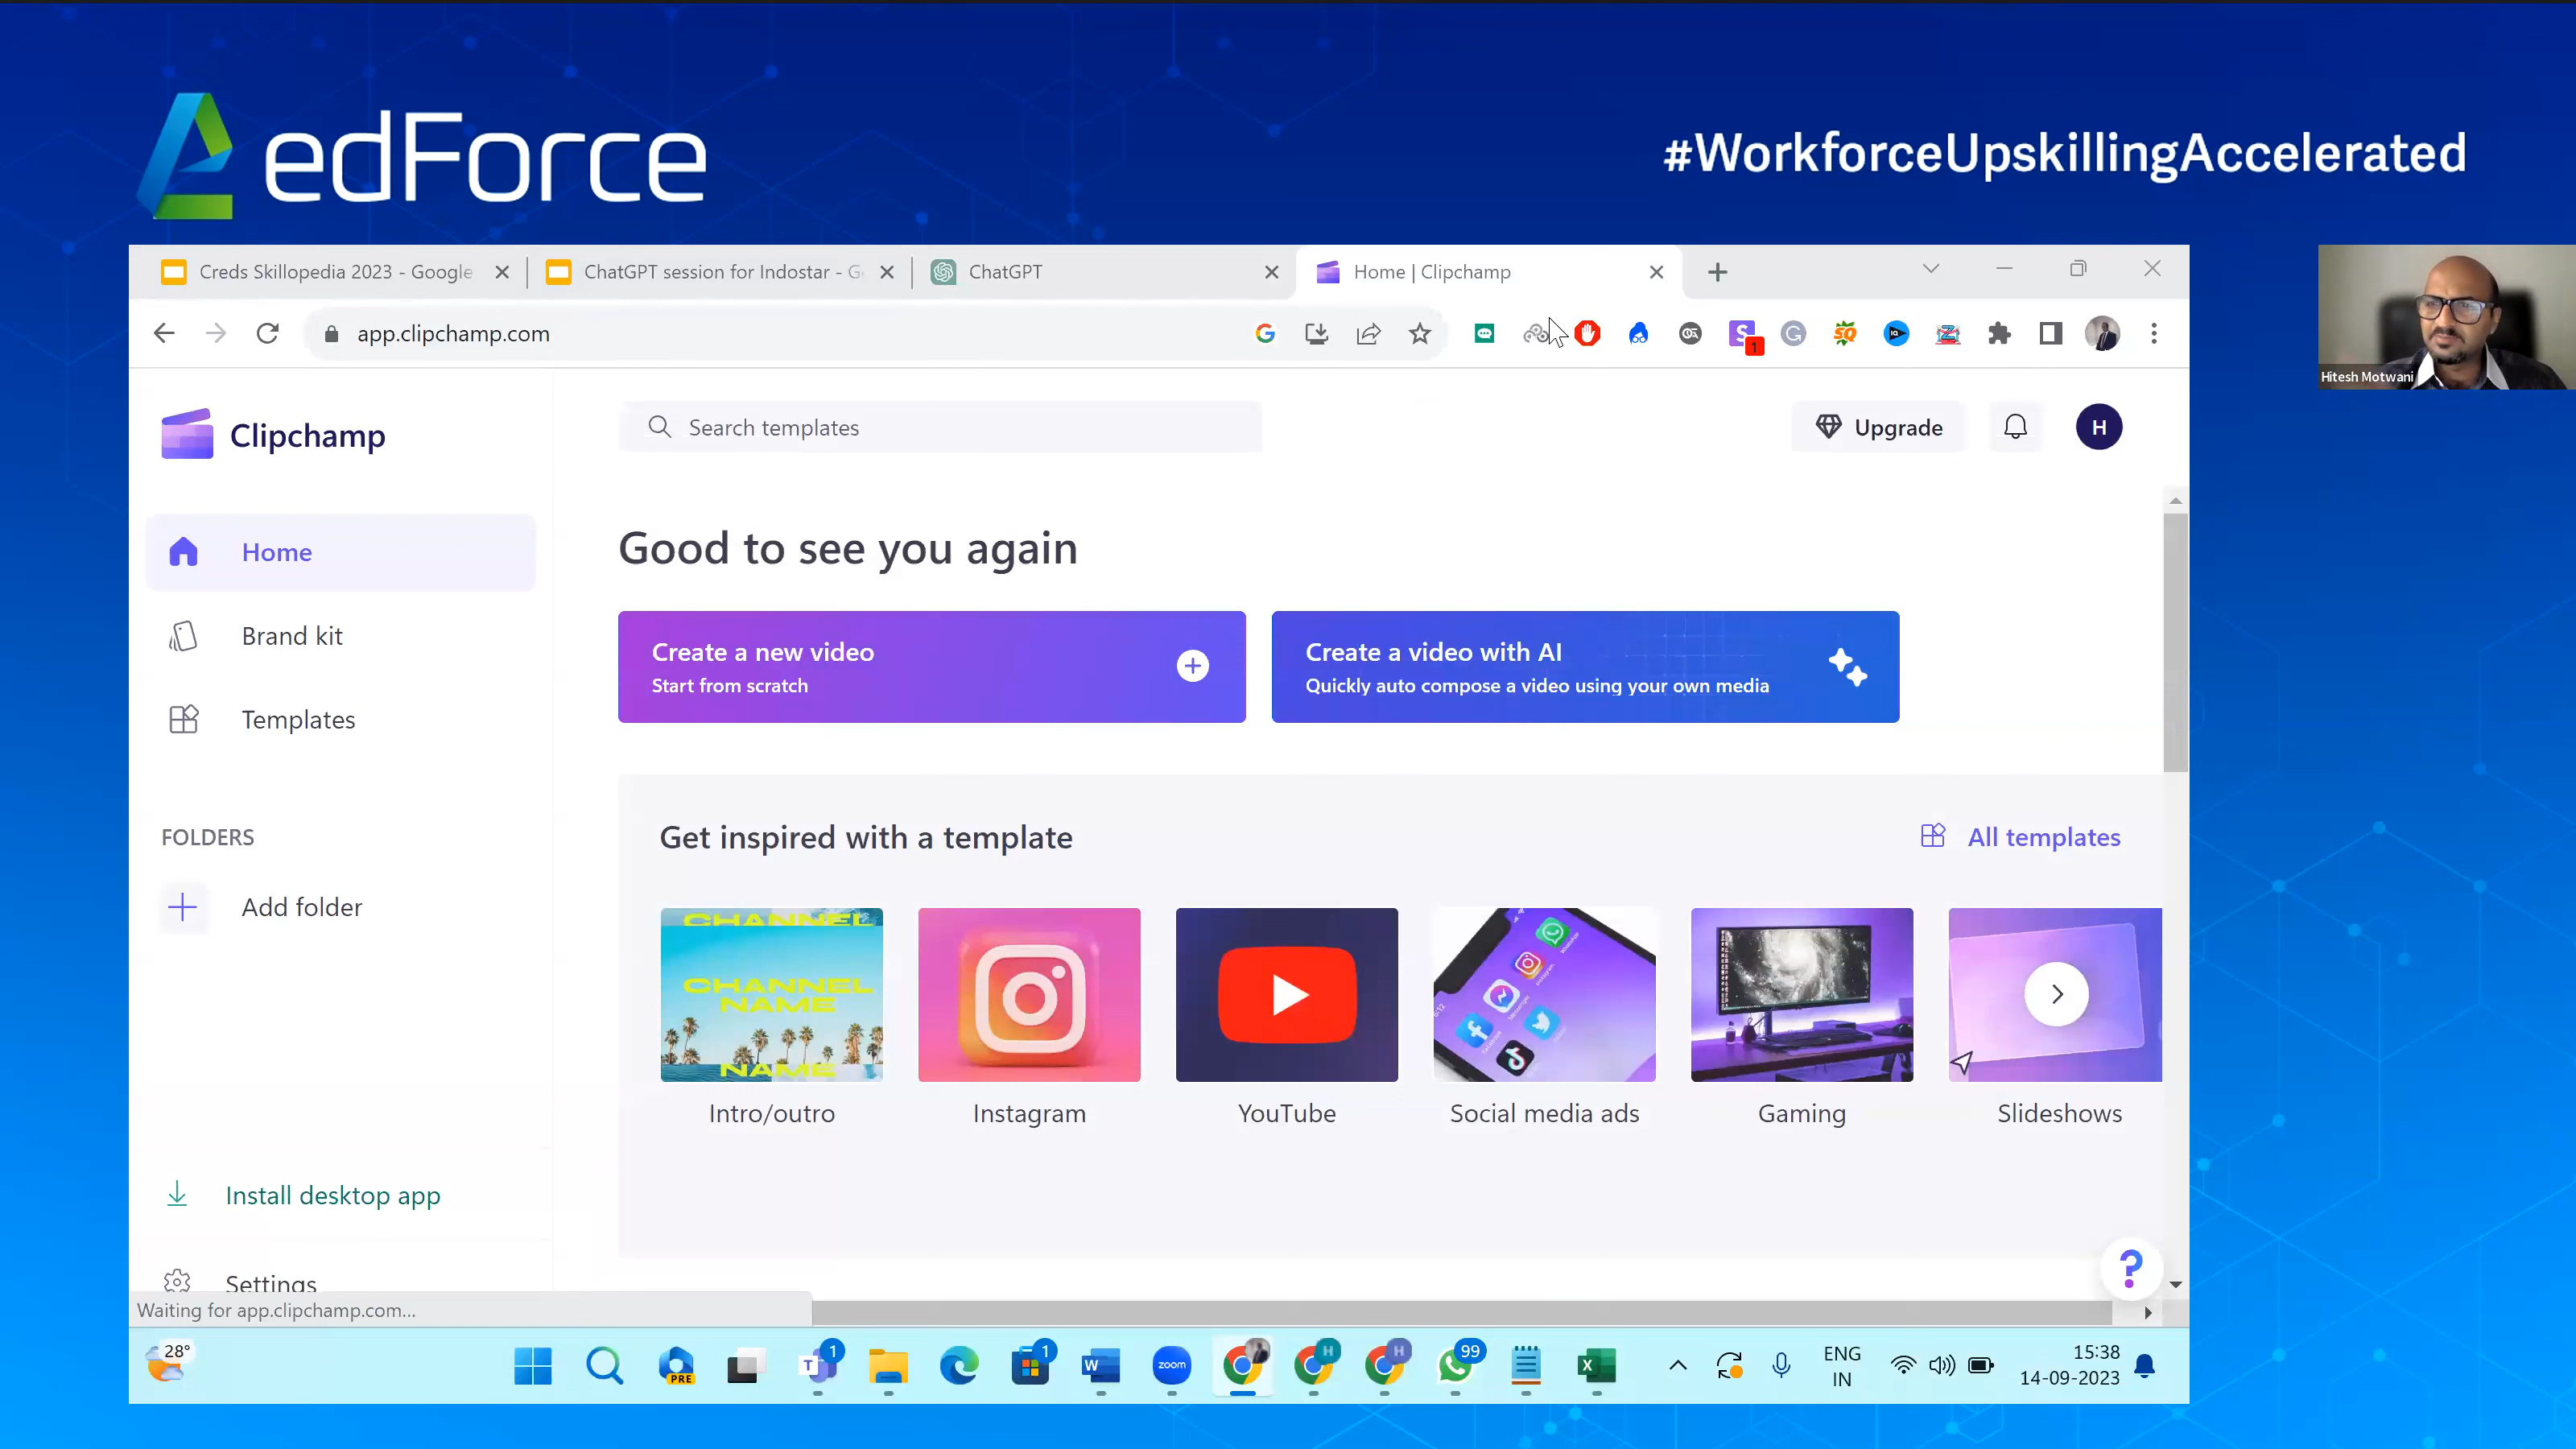 edForce
#WorkforceUpskillingAccelerated
Creds Skillopedia 2023 - Google
ChatGPT session for Indostar - G
ChatGPT
Home | Clipchamp
app.clipchamp.com
1
Hitesh Motwani
Clipchamp
Search templates
Upgrade
H
Home
Brand kit
Templates
FOLDERS
Add folder
Install desktop app
Settings
Good to see you again
Create a new video
Start from scratch
Create a video with AI
Quickly auto compose a video using your own media
Get inspired with a template
All templates
CHANNEL
CHANNEL
NAME
NAME
Intro/outro
Instagram
YouTube
Social media ads
Gaming
Slideshows
?
Waiting for app.clipchamp.com...
28°
PRE
T
1
1
W
zoom
H
H
99
X
ENG
IN
15:38
14-09-2023